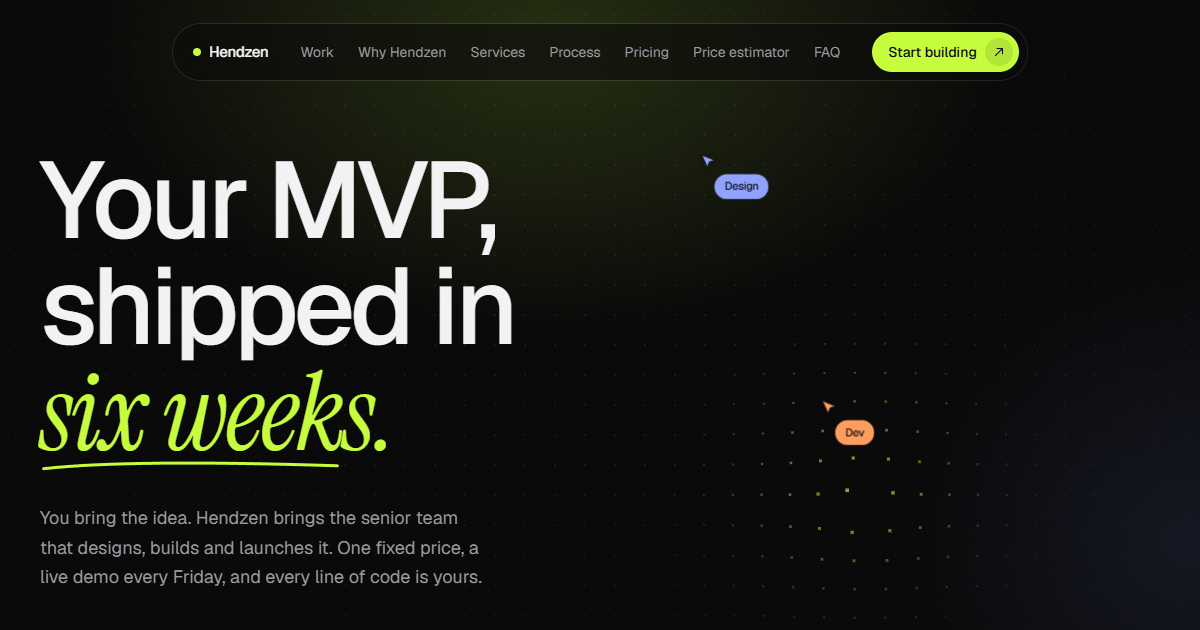 Hendzen Work Why Hendzen Services Process Pricing Price estimator FAQ Start building
Your MVP,
shipped in
six weeks.
Design
Dev
You bring the idea. Hendzen brings the senior team
that designs, builds and launches it. One fixed price, a
live demo every Friday, and every line of code is yours.